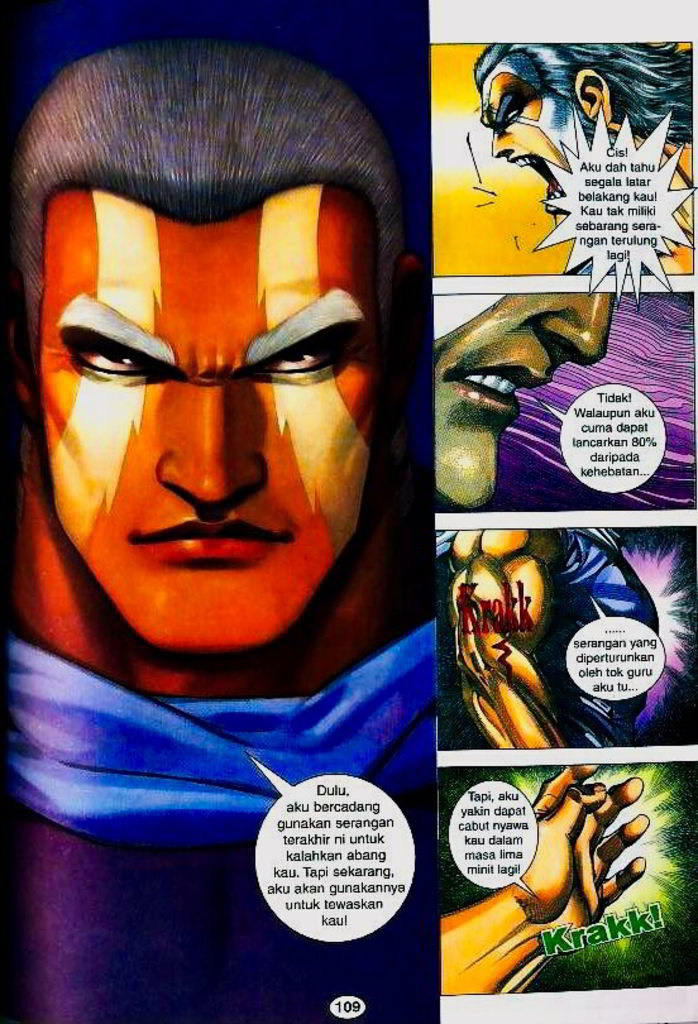 Cis!
Aku dah tahu
segala latar
belakang kau!
Kau tak miliki
sebarang sera-
ngan terulung
lagi!
Tidak!
Walaupun aku
cuma dapat
lancarkan 80%
daripada
kehebatan...
Krakk
......
serangan yang
diperturunkan
oleh tok guru
aku tu...
Tapi, aku
yakin dapat
cabut nyawa
kau dalam
masa lima
minit lagi!
Krakk!
Dulu,
aku bercadang
gunakan serangan
terakhir ni untuk
kalahkan abang
kau. Tapi sekarang,
aku akan gunakannya
untuk tewaskan
kau!
109